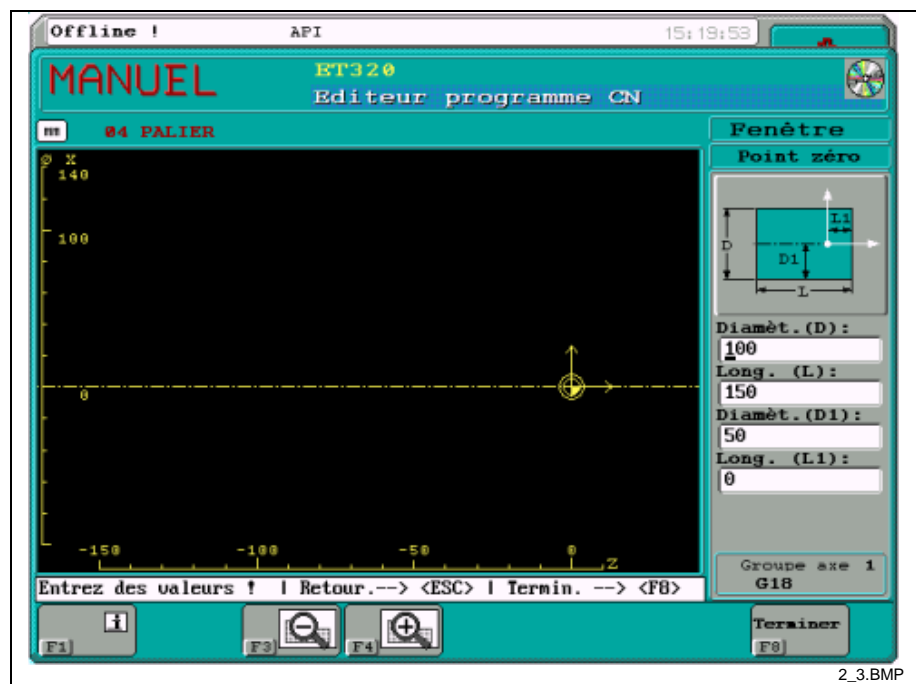 Offline !
API
15:19:53
MANUEL
ET320
Editeur programme CN
mm
04 PALIER
Fenêtre
Point zéro
Ø X
140
100
0
-150 -100 -50 0 Z
L1
D
D1
L
Diamèt.(D):
100
Long. (L):
150
Diamèt.(D1):
50
Long. (L1):
0
Groupe axe 1
G18
Entrez des valeurs ! | Retour.--> <ESC> | Termin. --> <F8>
i
F1]
F3]
F4]
Terminer
F8]
2_3.BMP